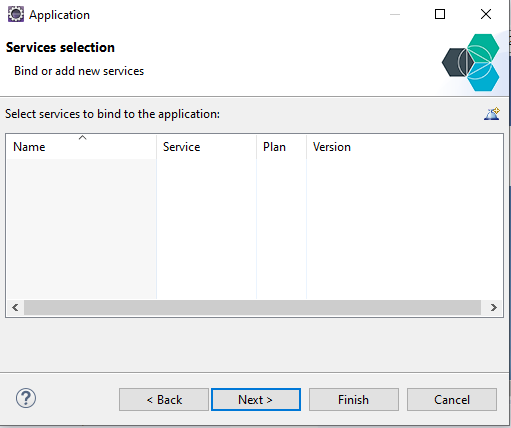 Application
Services selection
Bind or add new services
Select services to bind to the application:
Name Service Plan Version
< Back Next > Finish Cancel